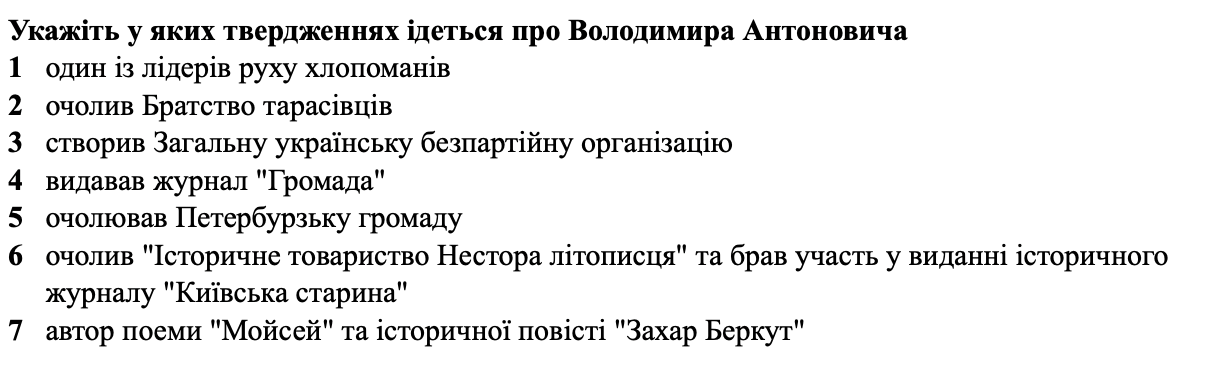 Укажіть у яких твердженнях ідеться про Володимира Антоновича
1 один із лідерів руху хлопоманів
2 очолив Братство тарасівців
3 створив Загальну українську безпартійну організацію
4 видавав журнал "Громада"
5 очолював Петербурзьку громаду
6 очолив "Історичне товариство Нестора літописця" та брав участь у виданні історичного
журналу "Київська старина"
7 автор поеми "Мойсей" та історичної повісті "Захар Беркут"